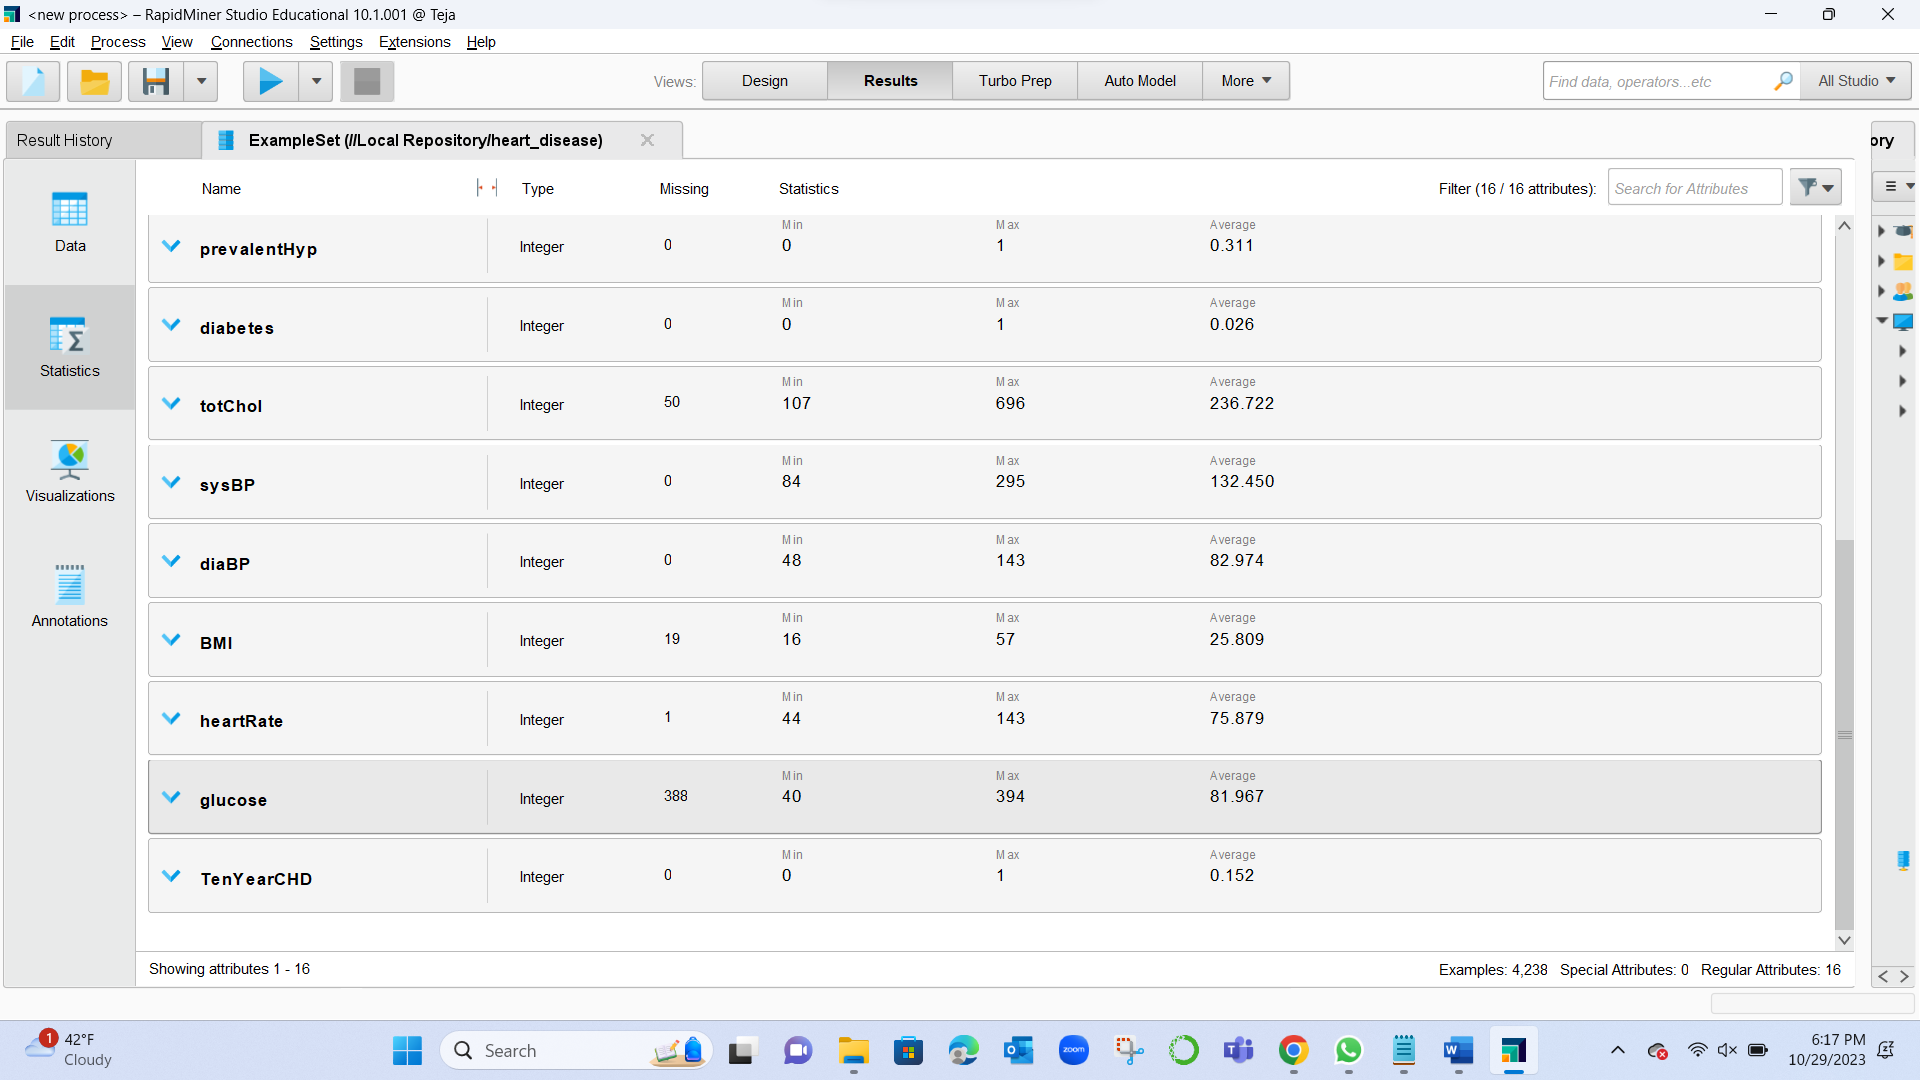 <new process> – RapidMiner Studio Educational 10.1.001 @ Teja
File Edit Process View Connections Settings Extensions Help
Views: Design Results Turbo Prep Auto Model More
Find data, operators...etc All Studio
Result History ExampleSet (//Local Repository/heart_disease) ory
Name Type Missing Statistics Filter (16 / 16 attributes): Search for Attributes
Min Max Average
prevalentHyp Integer 0 0 1 0.311
Min Max Average
diabetes Integer 0 0 1 0.026
Min Max Average
totChol Integer 50 107 696 236.722
Min Max Average
sysBP Integer 0 84 295 132.450
Min Max Average
diaBP Integer 0 48 143 82.974
Min Max Average
BMI Integer 19 16 57 25.809
Min Max Average
heartRate Integer 1 44 143 75.879
Min Max Average
glucose Integer 388 40 394 81.967
Min Max Average
TenYearCHD Integer 0 0 1 0.152
Data
Statistics
Visualizations
Annotations
Showing attributes 1 - 16 Examples: 4,238 Special Attributes: 0 Regular Attributes: 16
1 42°F
Cloudy
Search
zoom
6:17 PM
10/29/2023